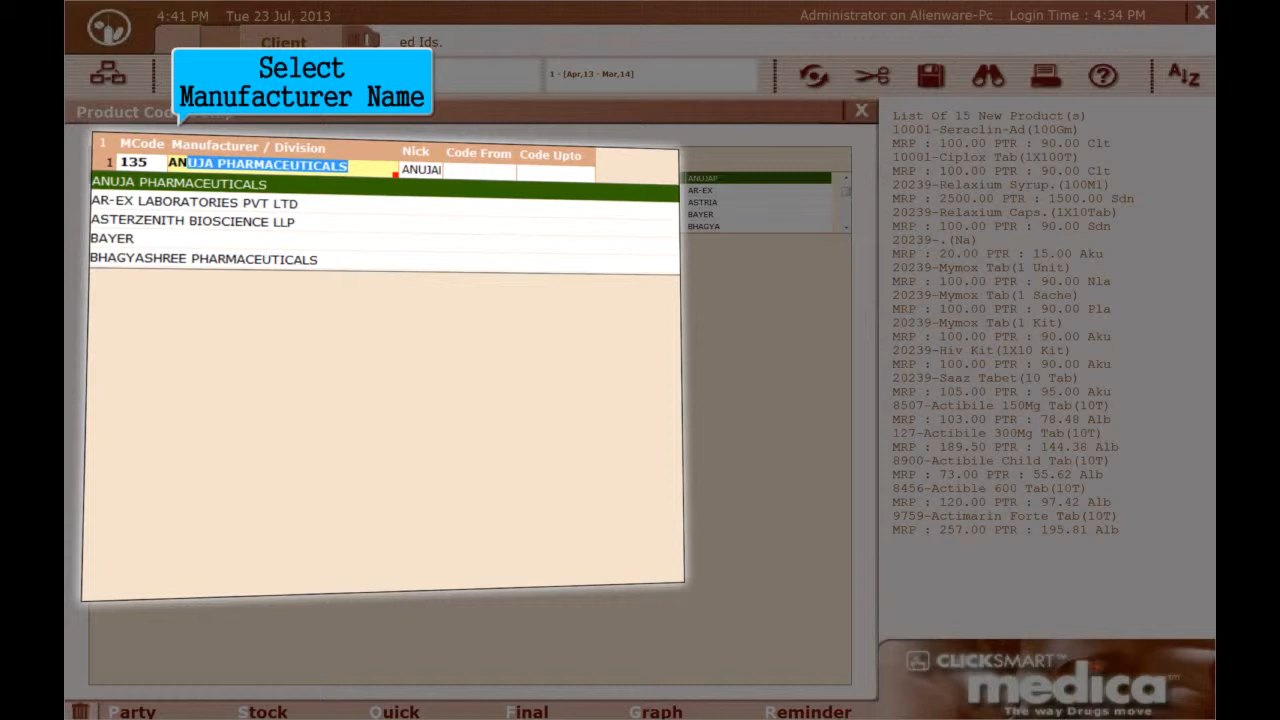 4:41 PM Tue 23 Jul, 2013
Administrator on Alienware-Pc Login Time : 4:34 PM X
Client
ed Ids.
Select
Manufacturer Name
1 - [Apr,13 - Mar,14]
?
A Z
Product Co
X
1 MCode Manufacturer / Division Nick Code From Code Upto
1 135 ANUJA PHARMACEUTICALS ANUJAI
ANUJA PHARMACEUTICALS
AR-EX LABORATORIES PVT LTD
ASTERZENITH BIOSCIENCE LLP
BAYER
BHAGYASHREE PHARMACEUTICALS
ANUJAP
AR-EX
ASTRIA
BAYER
BHAGYA
List Of 15 New Product(s)
10001-Seraclin-Ad(100Gm)
MRP : 100.00 PTR : 90.00 Clt
10001-Ciplox Tab(1X100T)
MRP : 100.00 PTR : 90.00 Clt
20239-Relaxium Syrup.(100Ml)
MRP : 2500.00 PTR : 1500.00 Sdn
20239-Relaxium Caps.(1X10Tab)
MRP : 100.00 PTR : 90.00 Sdn
20239-.(Na)
MRP : 20.00 PTR : 15.00 Aku
20239-Mymox Tab(1 Unit)
MRP : 100.00 PTR : 90.00 Nla
20239-Mymox Tab(1 Sache)
MRP : 100.00 PTR : 90.00 Pla
20239-Mymox Tab(1 Kit)
MRP : 100.00 PTR : 90.00 Aku
20239-Hiv Kit(1X10 Kit)
MRP : 100.00 PTR : 90.00 Aku
20239-Saaz Tabet(10 Tab)
MRP : 105.00 PTR : 95.00 Aku
8507-Actibile 150Mg Tab(10T)
MRP : 103.00 PTR : 78.48 Alb
127-Actibile 300Mg Tab(10T)
MRP : 189.50 PTR : 144.38 Alb
8900-Actibile Child Tab(10T)
MRP : 73.00 PTR : 55.62 Alb
8456-Actible 600 Tab(10T)
MRP : 120.00 PTR : 97.42 Alb
9759-Actimarin Forte Tab(10T)
MRP : 257.00 PTR : 195.81 Alb
CLICKSMART™
medica™
The way Drugs move
Party Stock Quick Final Graph Reminder